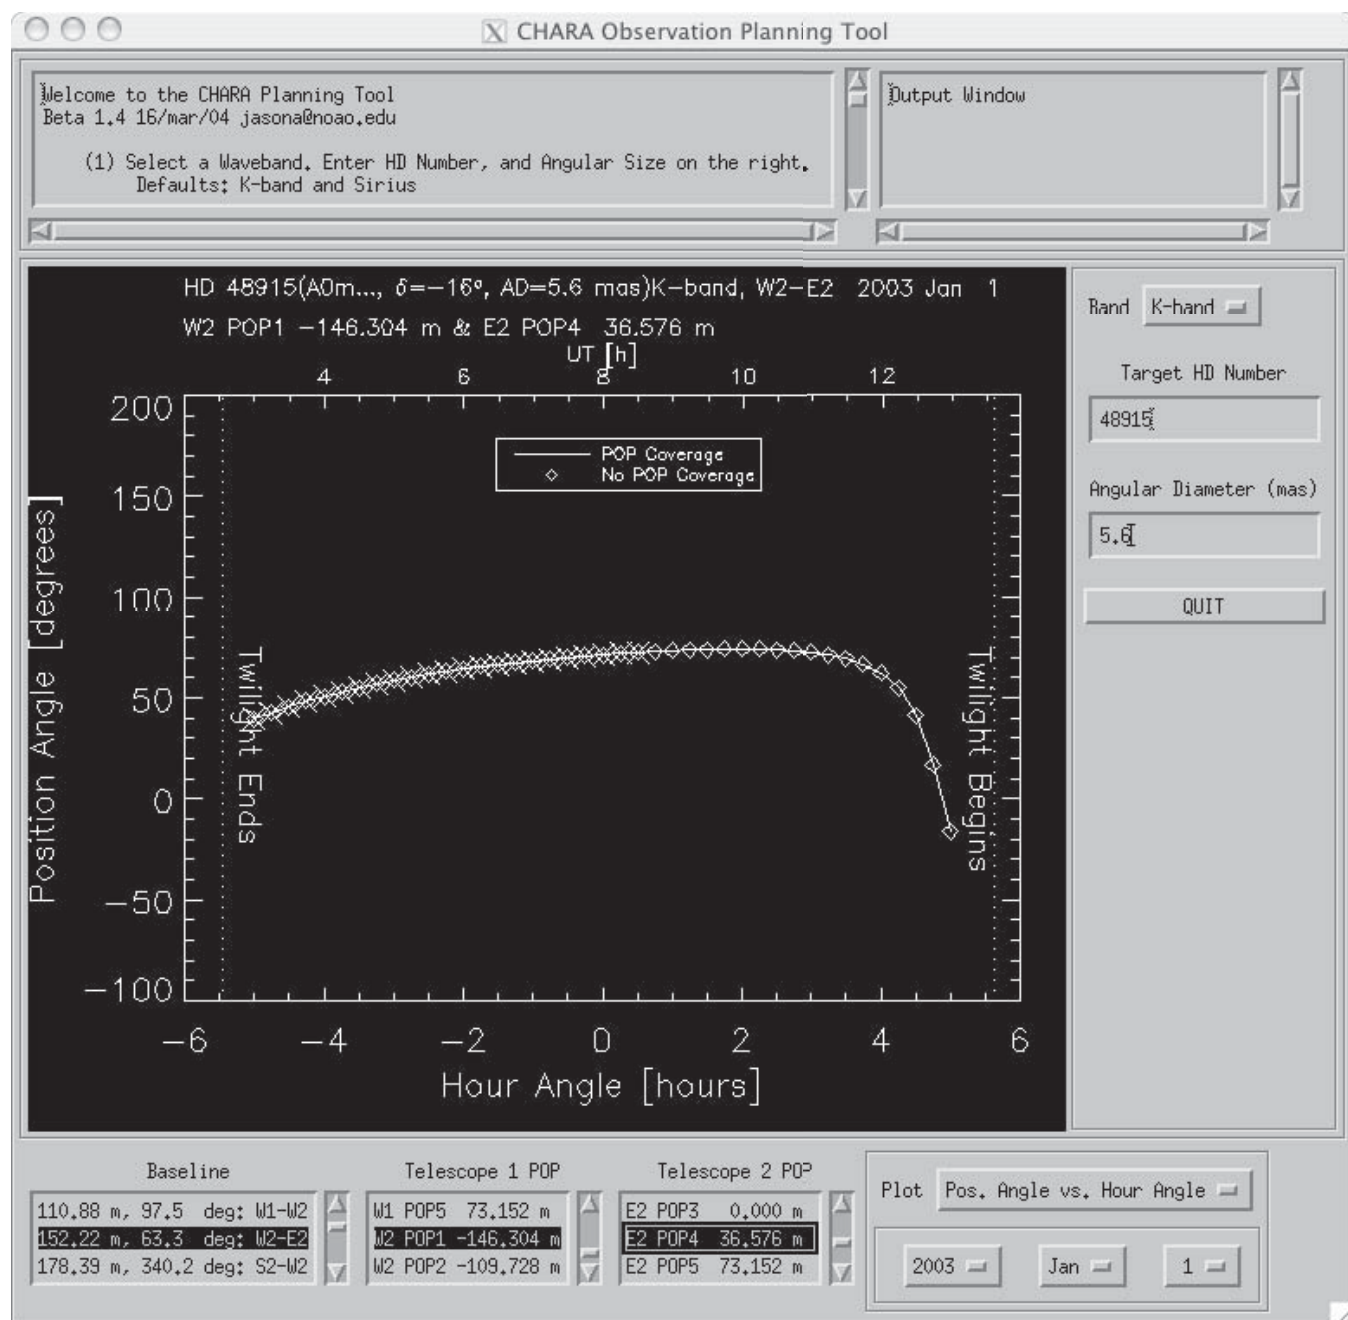 CHARA Observation Planning Tool
Welcome to the CHARA Planning Tool
Beta 1.4 16/mar/04 jasona@noao.edu
(1) Select a Waveband. Enter HD Number, and Angular Size on the right.
Defaults: K-band and Sirius
Output Window
HD 48915(A0m..., δ=−16º, AD=5.6 mas)K−band, W2−E2 2003 Jan 1
W2 POP1 −146.304 m & E2 POP4 36.576 m
UT [h]
4 6 8 10 12
POP Coverage
No POP Coverage
200
150
100
50
0
−50
−100
Position Angle [degrees]
Twilight Ends
Twilight Begins
−6 −4 −2 0 2 4 6
Hour Angle [hours]
Band K-band
Target HD Number
48915
Angular Diameter (mas)
5.6
QUIT
Baseline
110.88 m, 97.5 deg: W1-W2
152.22 m, 63.3 deg: W2-E2
178.39 m, 340.2 deg: S2-W2
Telescope 1 POP
W1 POP5 73.152 m
W2 POP1 -146.304 m
W2 POP2 -109.728 m
Telescope 2 POP
E2 POP3 0.000 m
E2 POP4 36.576 m
E2 POP5 73.152 m
Plot Pos. Angle vs. Hour Angle
2003 Jan 1